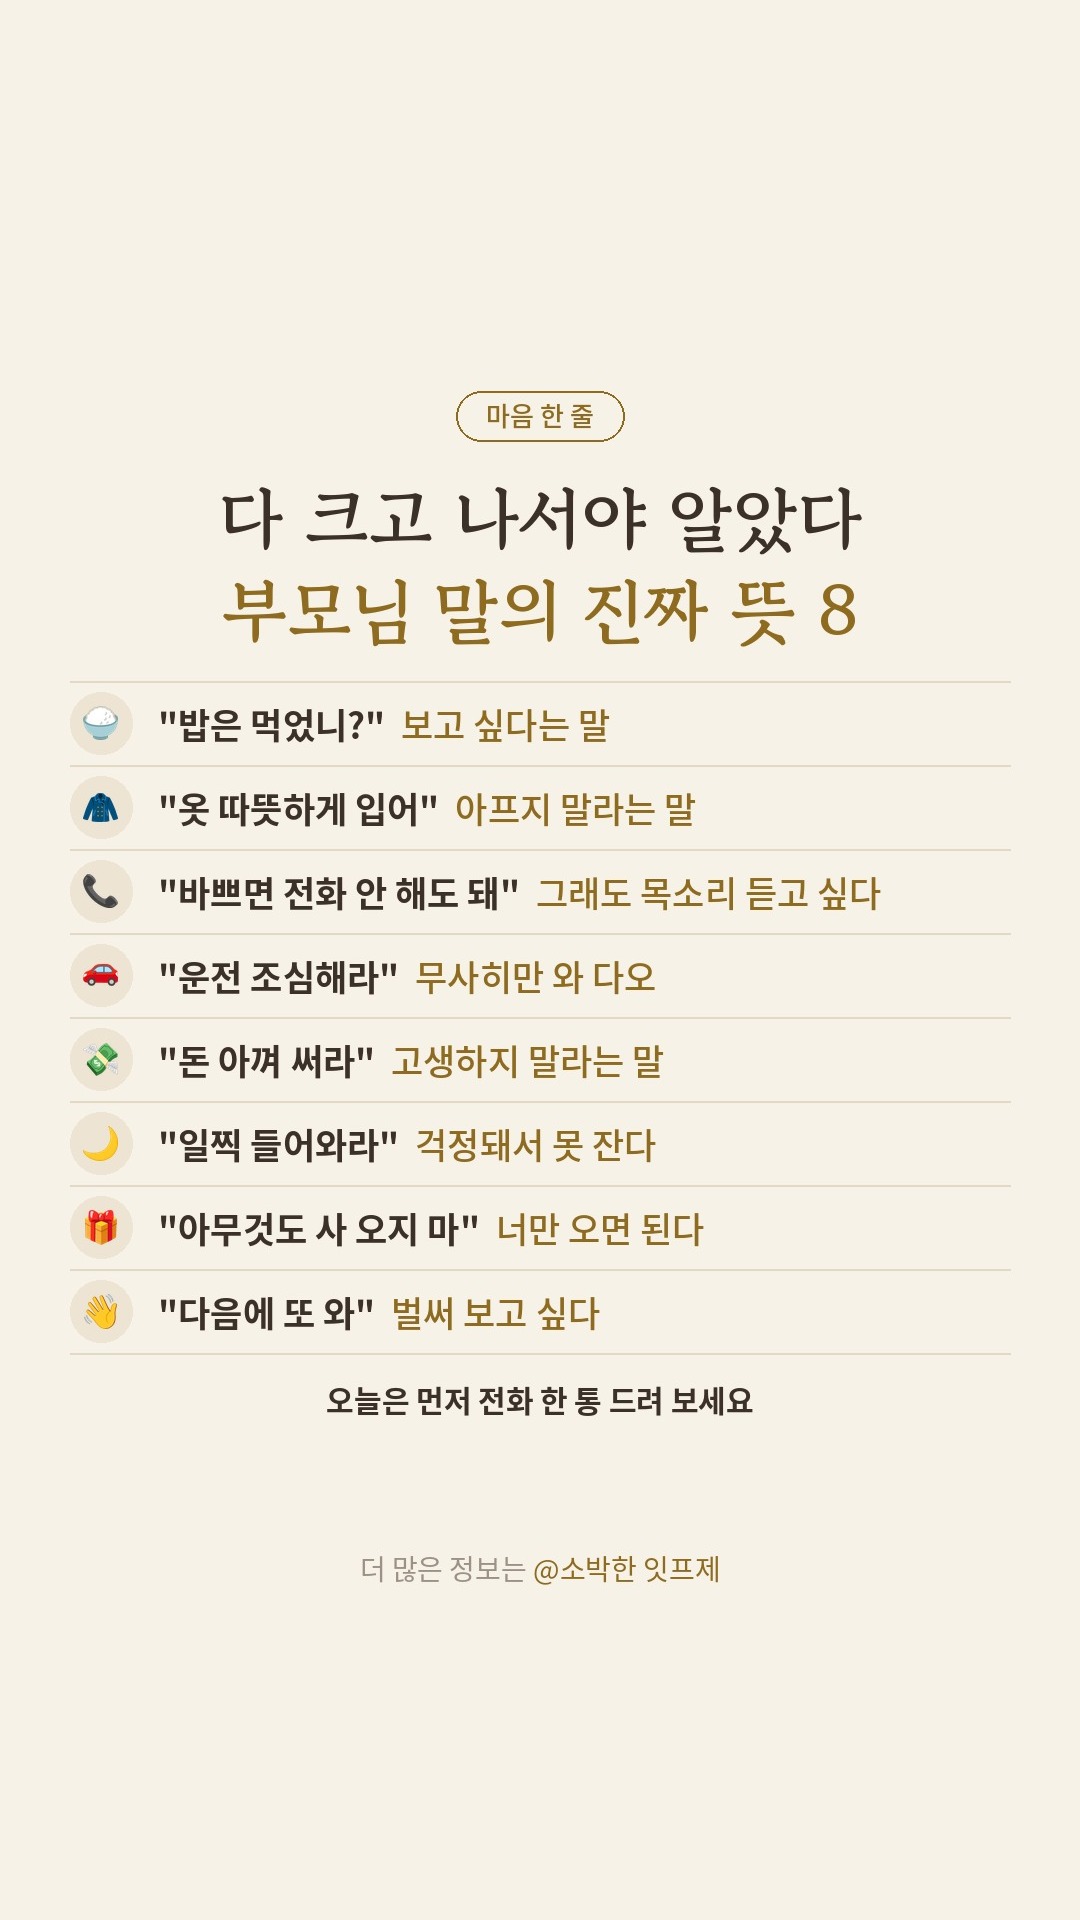 마음 한 줄
다 크고 나서야 알았다
부모님 말의 진짜 뜻 8
"밥은 먹었니?" 보고 싶다는 말
"옷 따뜻하게 입어" 아프지 말라는 말
"바쁘면 전화 안 해도 돼" 그래도 목소리 듣고 싶다
"운전 조심해라" 무사히만 와 다오
"돈 아껴 써라" 고생하지 말라는 말
"일찍 들어와라" 걱정돼서 못 잔다
"아무것도 사 오지 마" 너만 오면 된다
"다음에 또 와" 벌써 보고 싶다
오늘은 먼저 전화 한 통 드려 보세요
더 많은 정보는 @소박한 잇프제